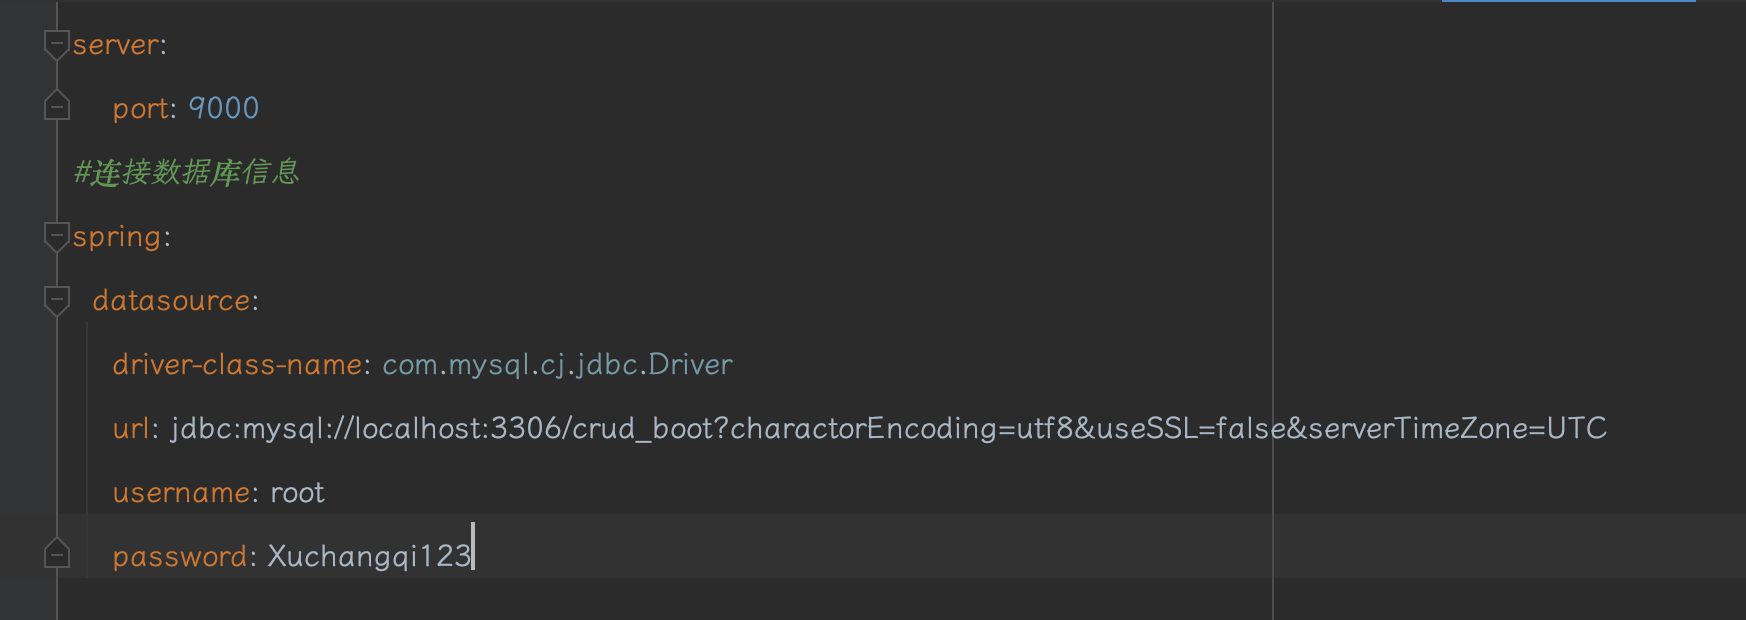 server:
port: 9000
#连接数据库信息
spring:
datasource:
driver-class-name: com.mysql.cj.jdbc.Driver
url: jdbc:mysql://localhost:3306/crud_boot?charactorEncoding=utf8&useSSL=false&serverTimeZone=UTC
username: root
password: Xuchangqi123